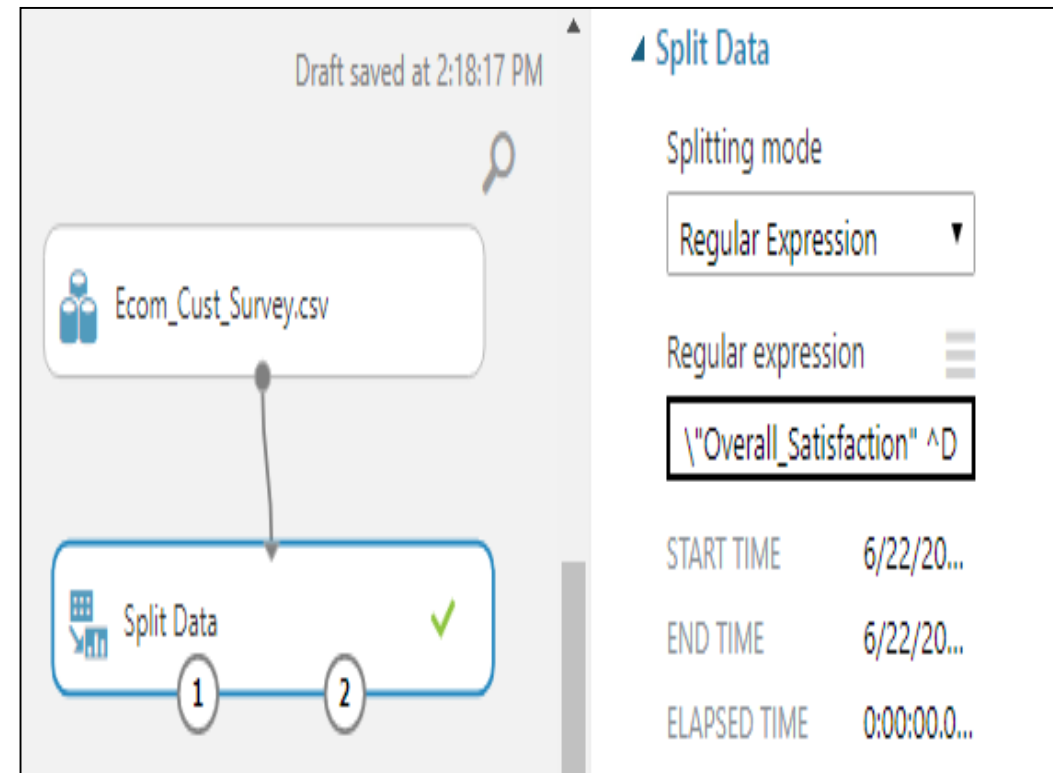 Draft saved at 2:18:17 PM
Ecom_Cust_Survey.csv
Split Data
1
2
Split Data
Splitting mode
Regular Expression
Regular expression
\"Overall_Satisfaction" ^D
START TIME 6/22/20...
END TIME 6/22/20...
ELAPSED TIME 0:00:00.0...